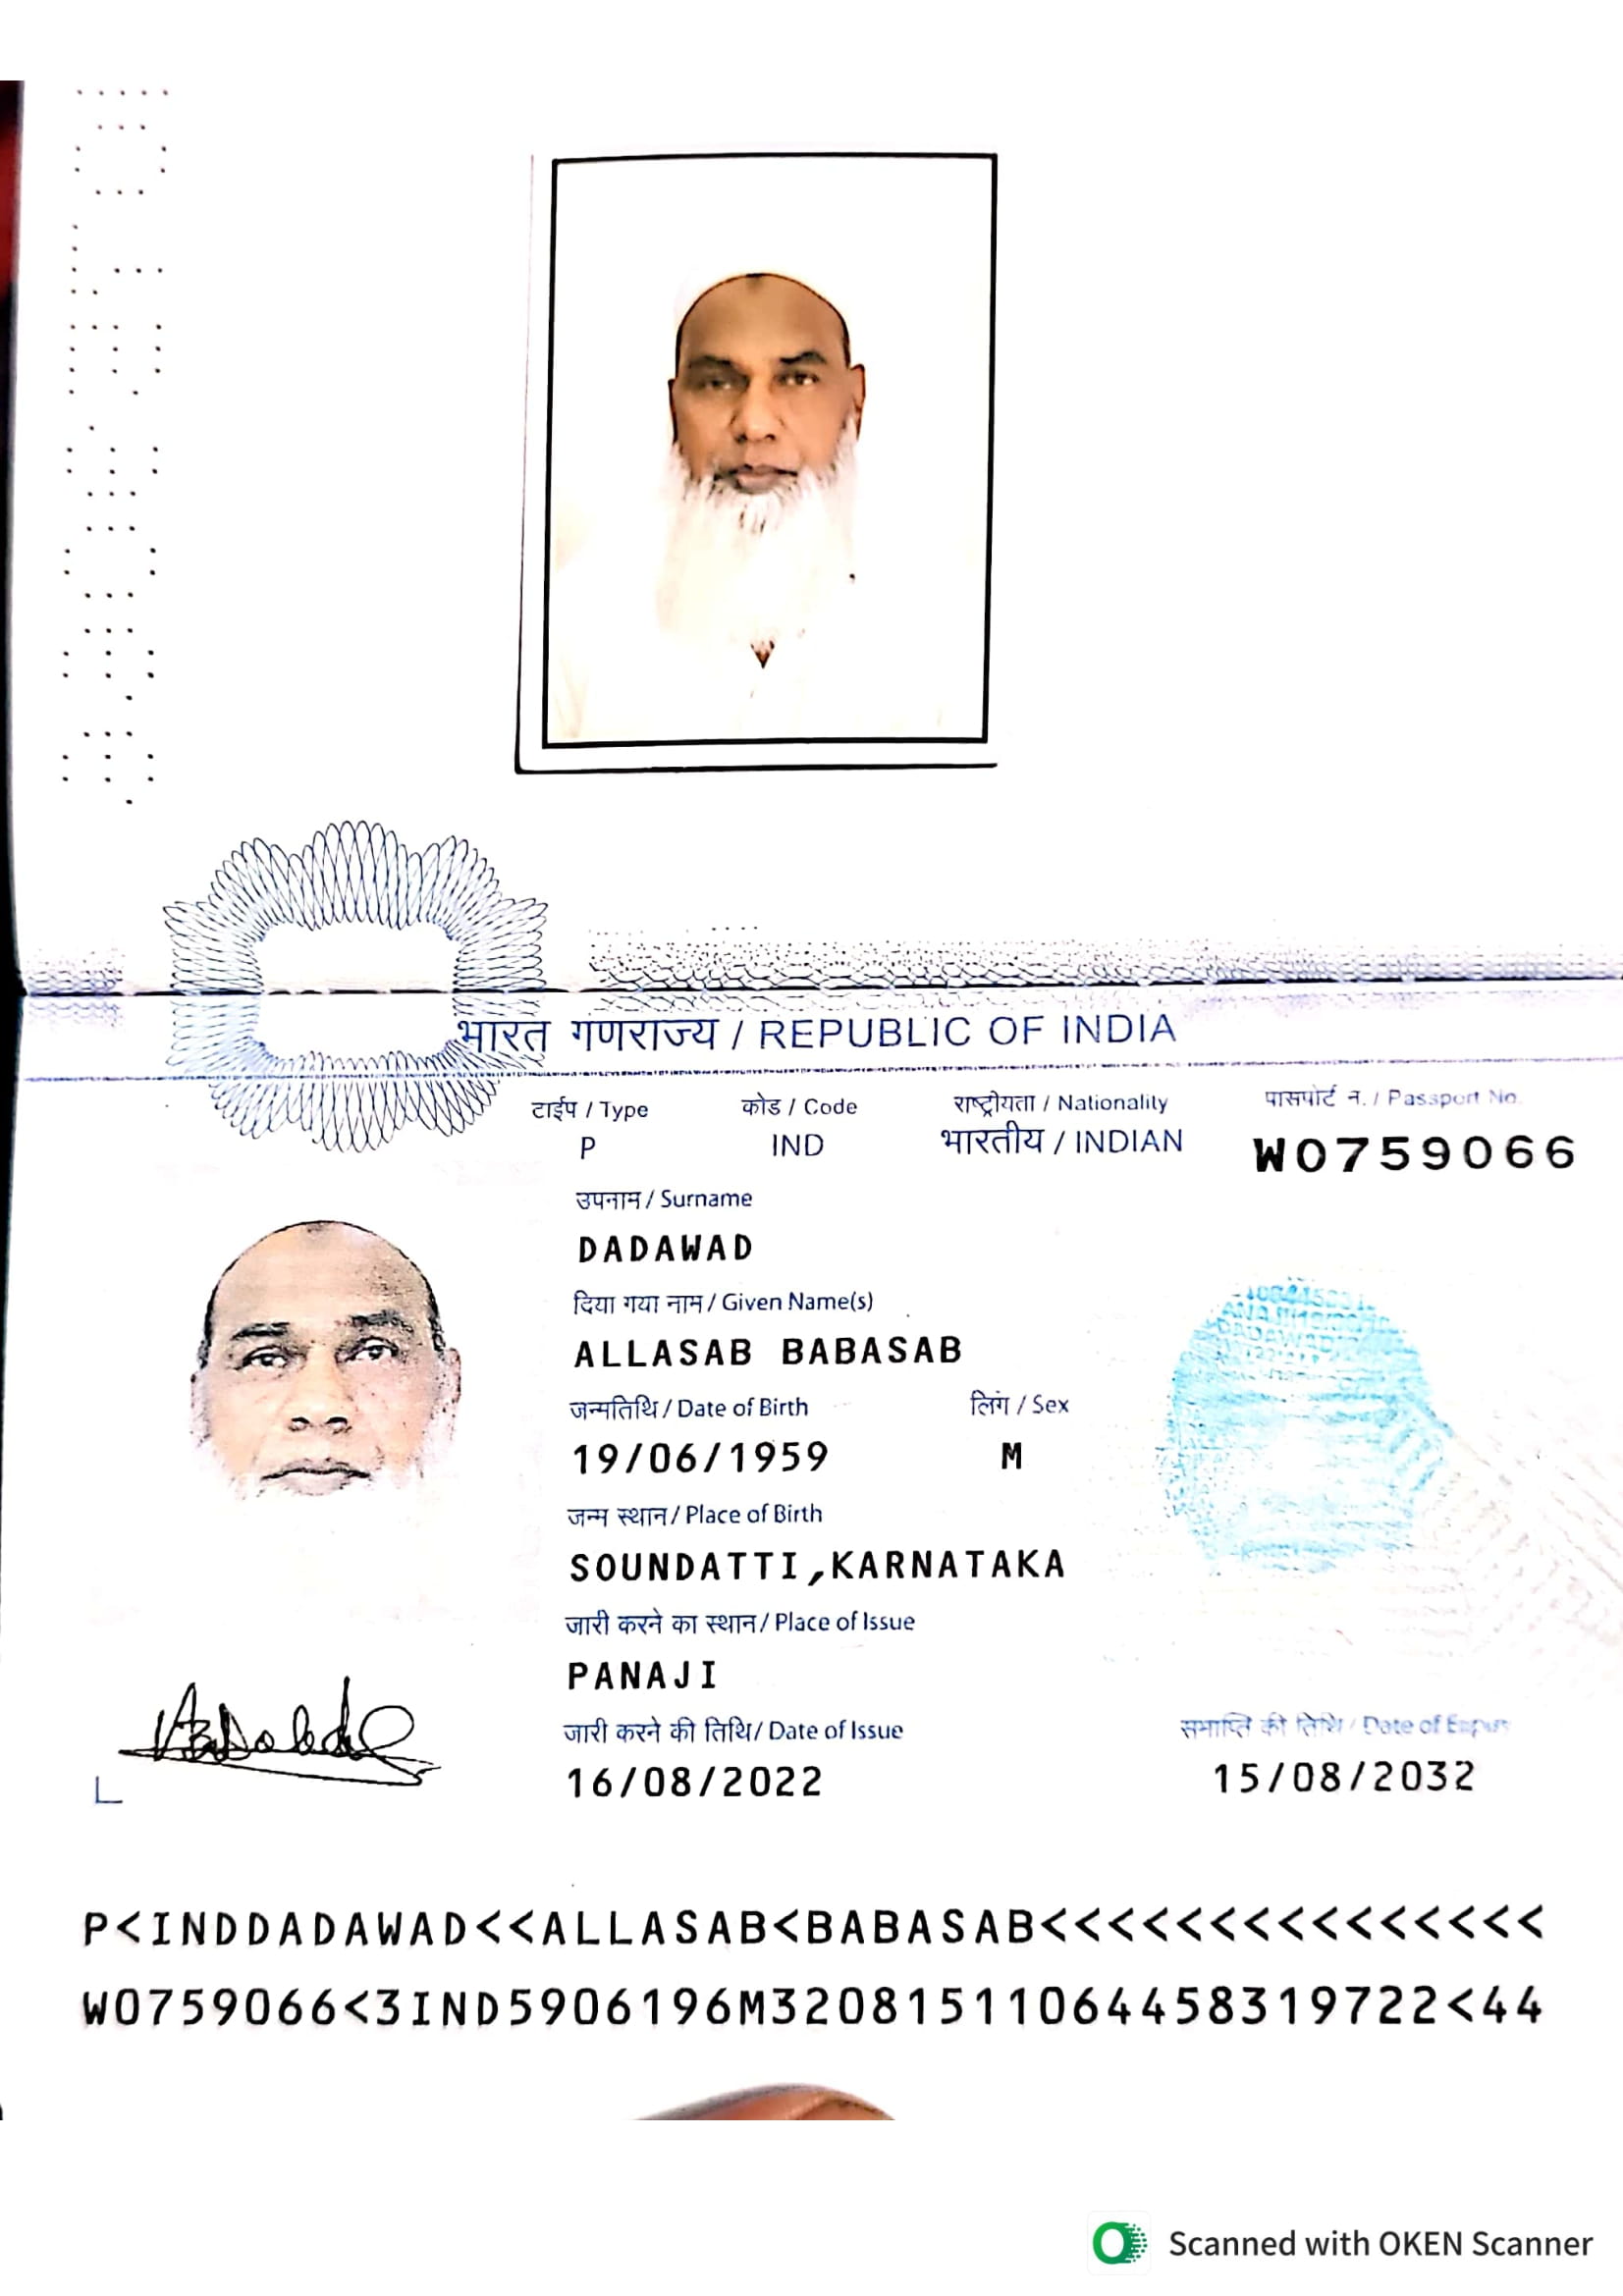 भारत गणराज्य / REPUBLIC OF INDIA
टाईप / Type कोड / Code राष्ट्रीयता / Nationality पासपोर्ट न. / Passport No.
P IND भारतीय / INDIAN W0759066
उपनाम / Surname
DADAWAD
दिया गया नाम / Given Name(s)
ALLASAB BABASAB
जन्मतिथि / Date of Birth लिंग / Sex
19/06/1959 M
जन्म स्थान / Place of Birth
SOUNDATTI,KARNATAKA
जारी करने का स्थान / Place of Issue
PANAJI
जारी करने की तिथि / Date of Issue समाप्ति की तिथि / Date of Expiry
16/08/2022 15/08/2032
P<INDDADAWAD<<ALLASAB<BABASAB<<<<<<<<<<<<<<<
W0759066<3IND5906196M32081511064458319722<44
Scanned with OKEN Scanner